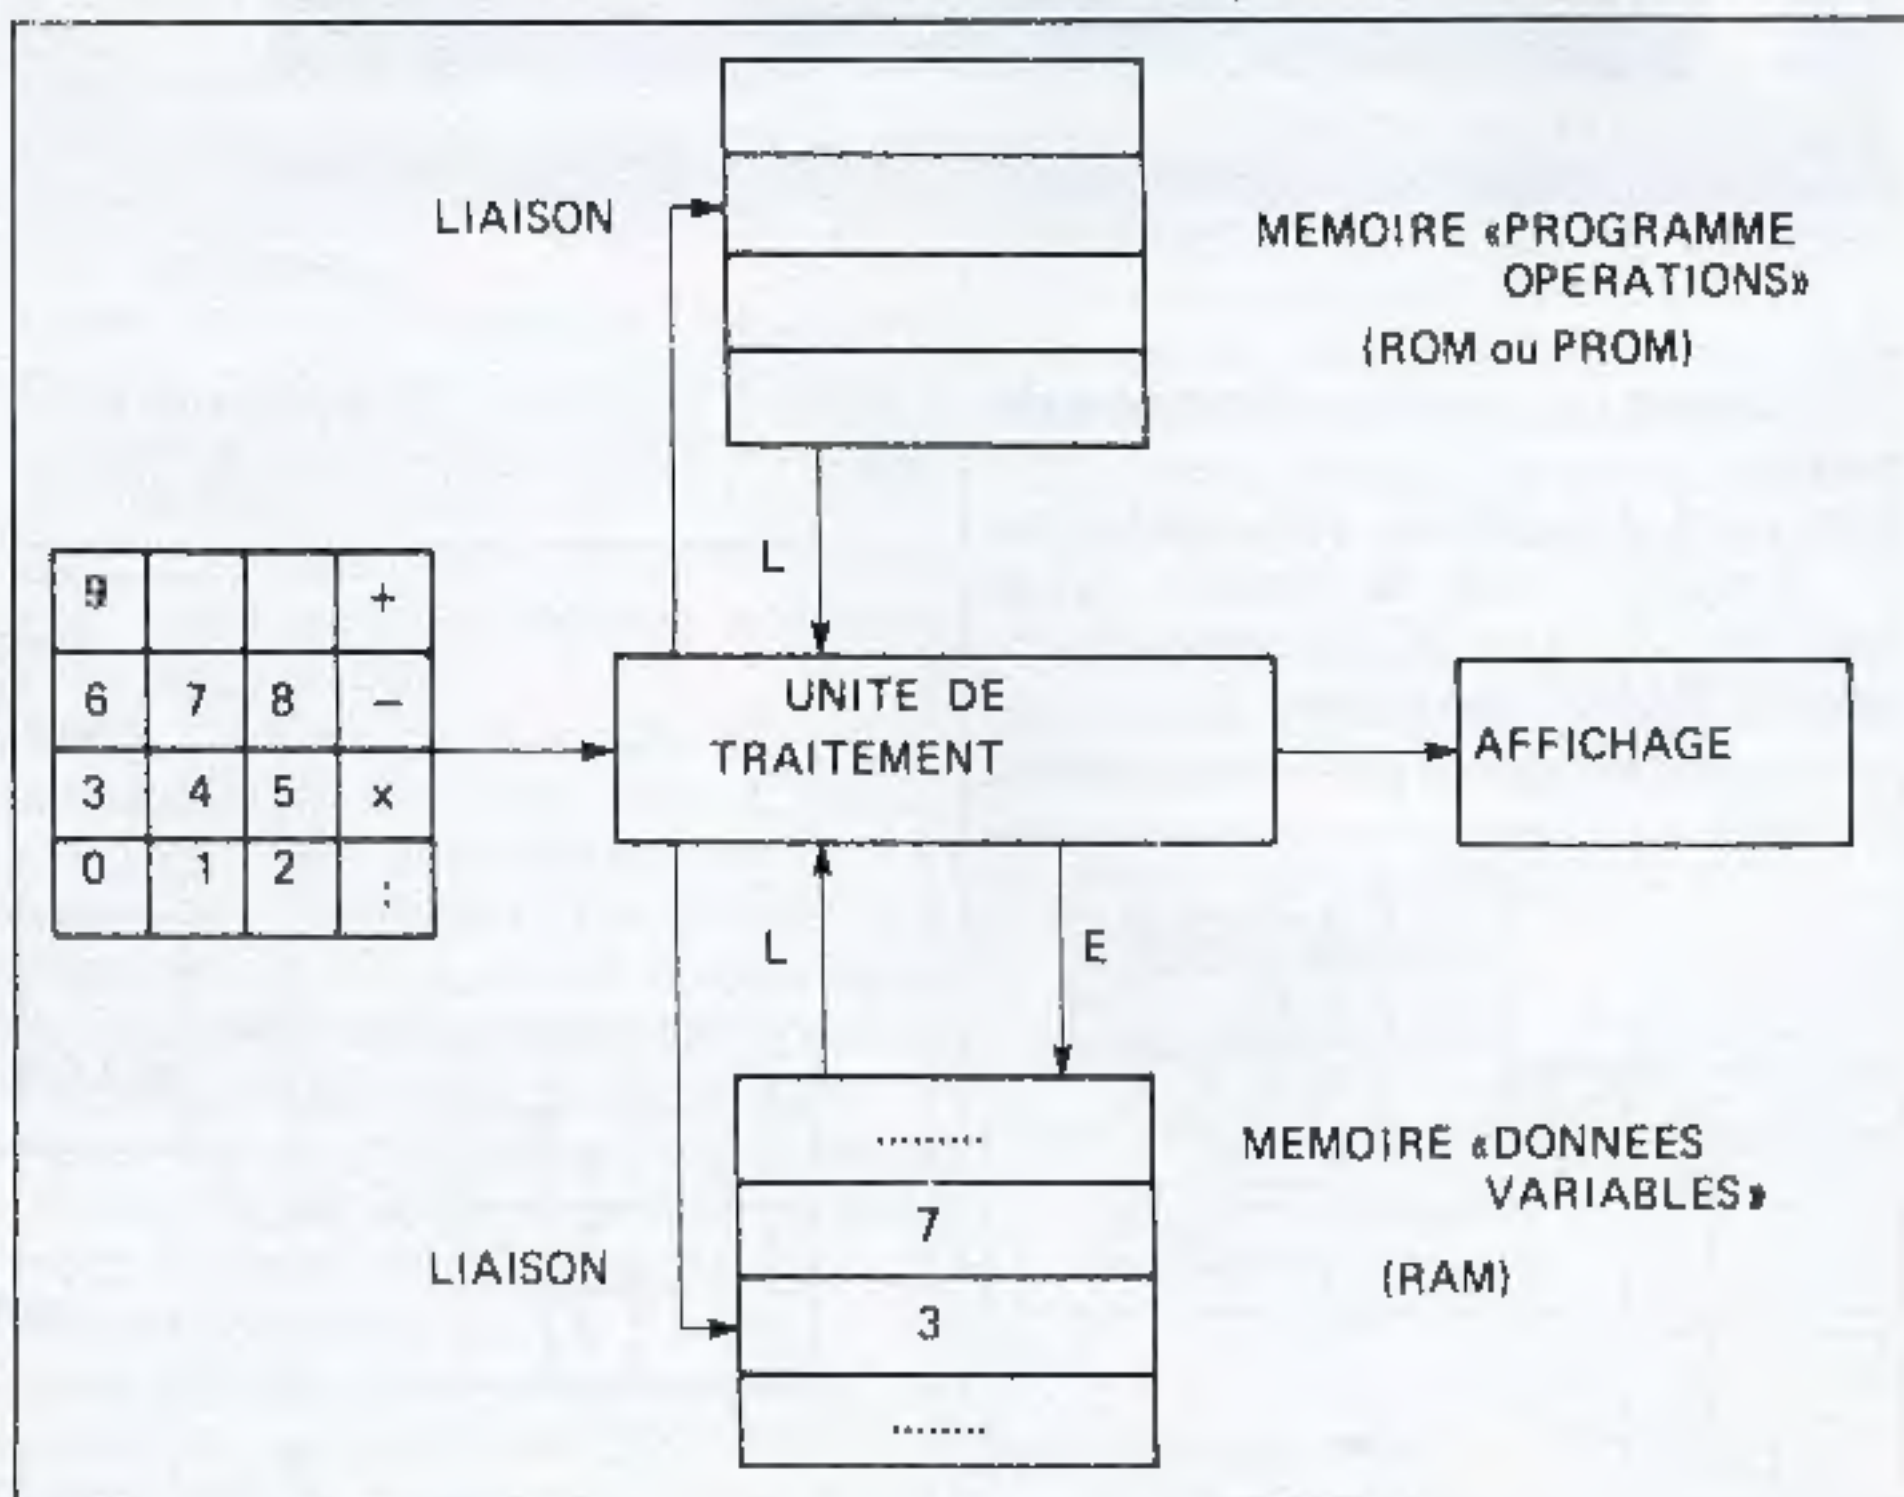 LIAISON
MEMOIRE «PROGRAMME
OPERATIONS»
(ROM ou PROM)
L
9 +
6 7 8 –
3 4 5 x
0 1 2 :
UNITE DE
TRAITEMENT
AFFICHAGE
L
E
.........
7
3
........
LIAISON
MEMOIRE «DONNEES
VARIABLES»
(RAM)